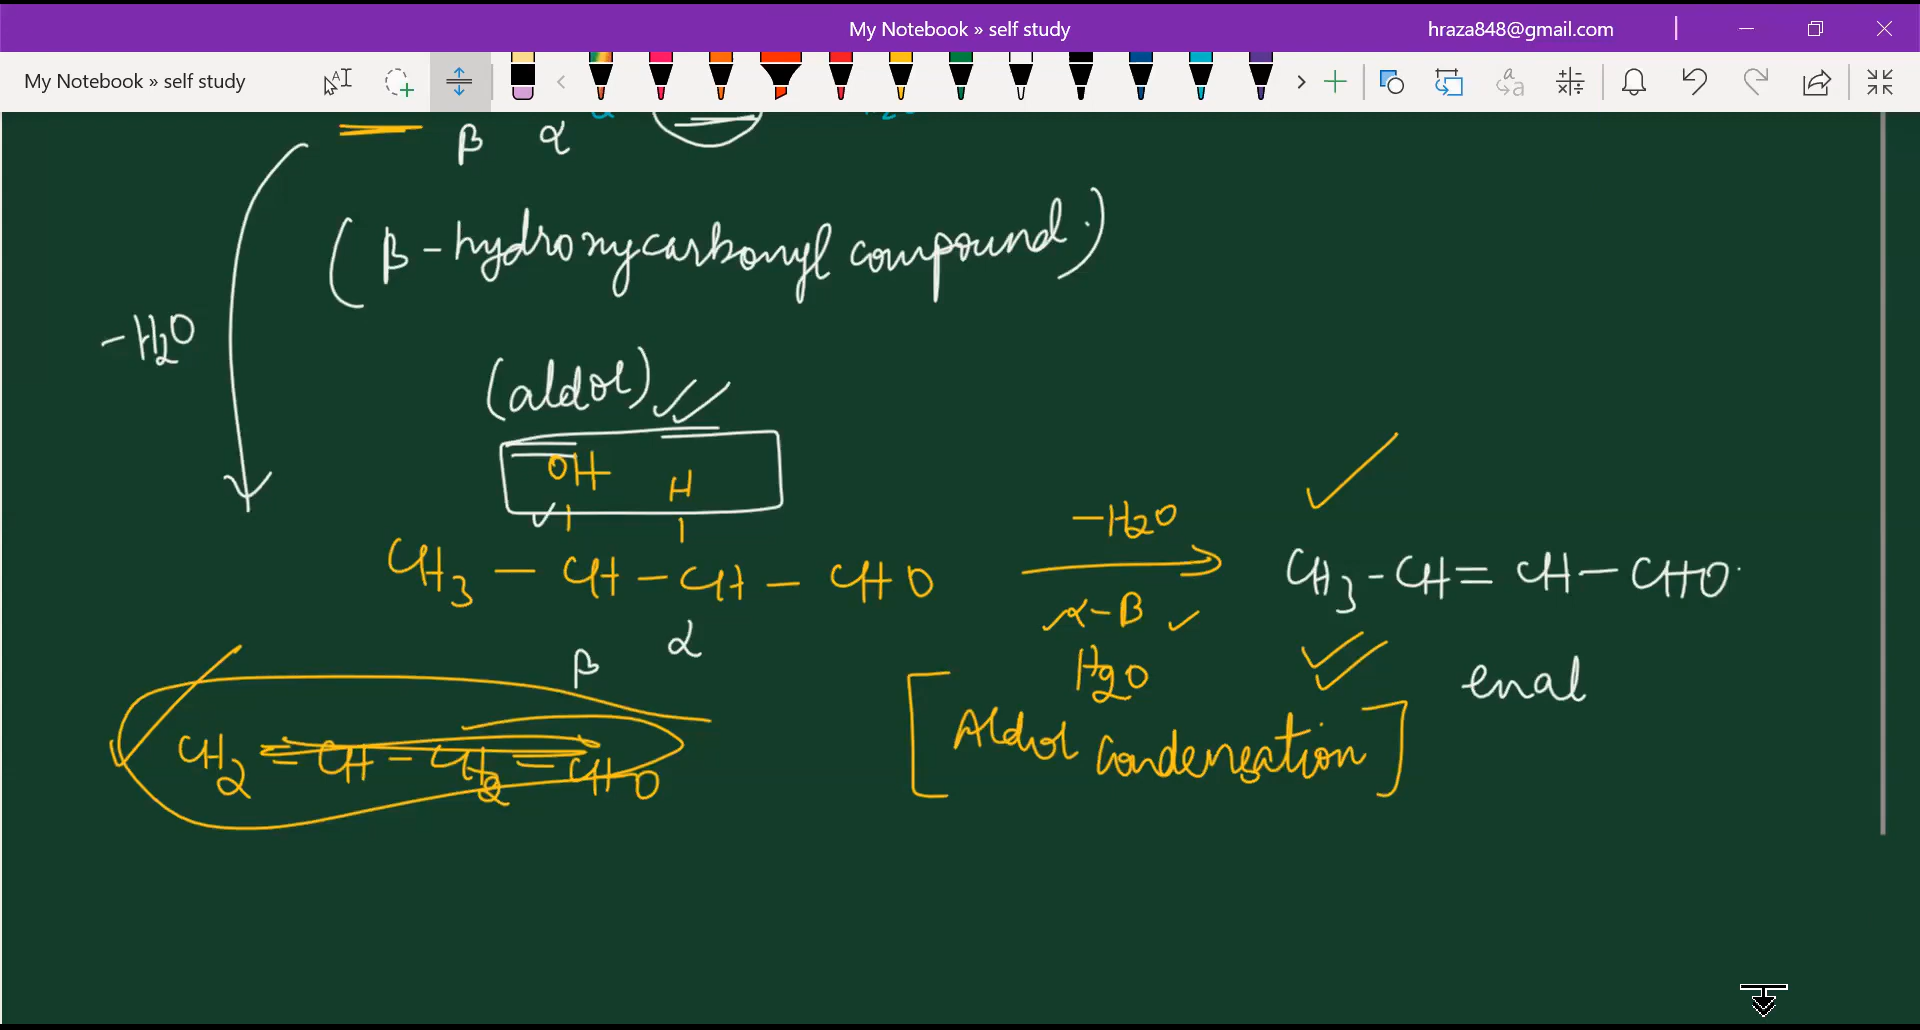 My Notebook » self study
hraza848@gmail.com
My Notebook » self study
β α
(β-hydroxycarbonyl compound)
-H2O
(aldol)
OH H
CH3 — CH — CH — CHO
β α
-H2O
α-β
H2O
CH3-CH=CH-CHO
enal
[Aldol Condensation]
CH2=CH-CH2-CHO